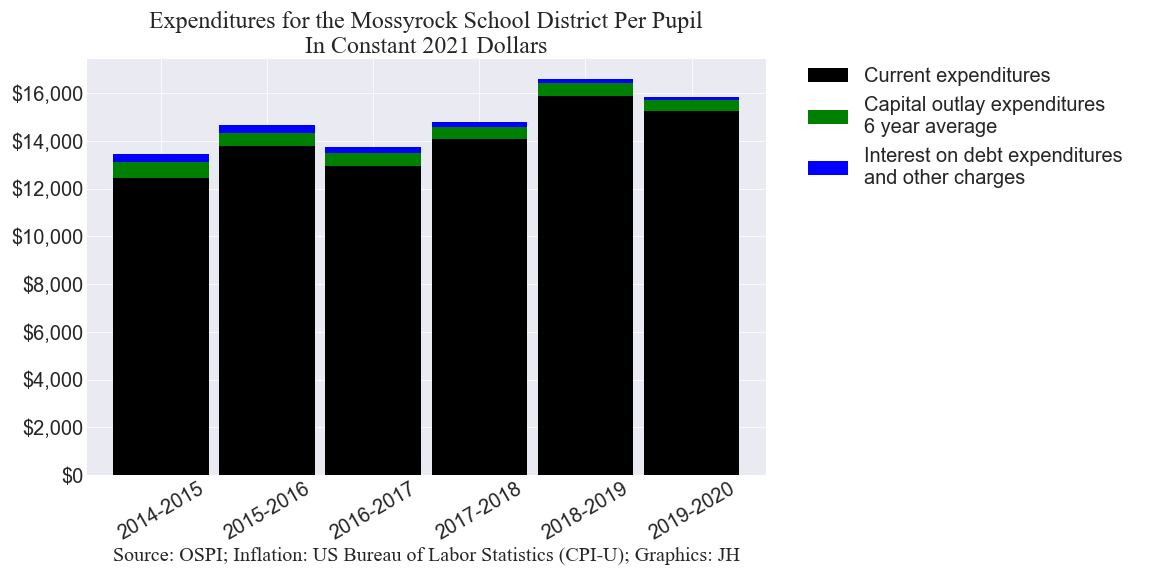 Expenditures for the Mossyrock School District Per Pupil
In Constant 2021 Dollars
Current expenditures
Capital outlay expenditures
6 year average
Interest on debt expenditures
and other charges
$16,000
$14,000
$12,000
$10,000
$8,000
$6,000
$4,000
$2,000
$0
2014-2015
2015-2016
2016-2017
2017-2018
2018-2019
2019-2020
Source: OSPI; Inflation: US Bureau of Labor Statistics (CPI-U); Graphics: JH